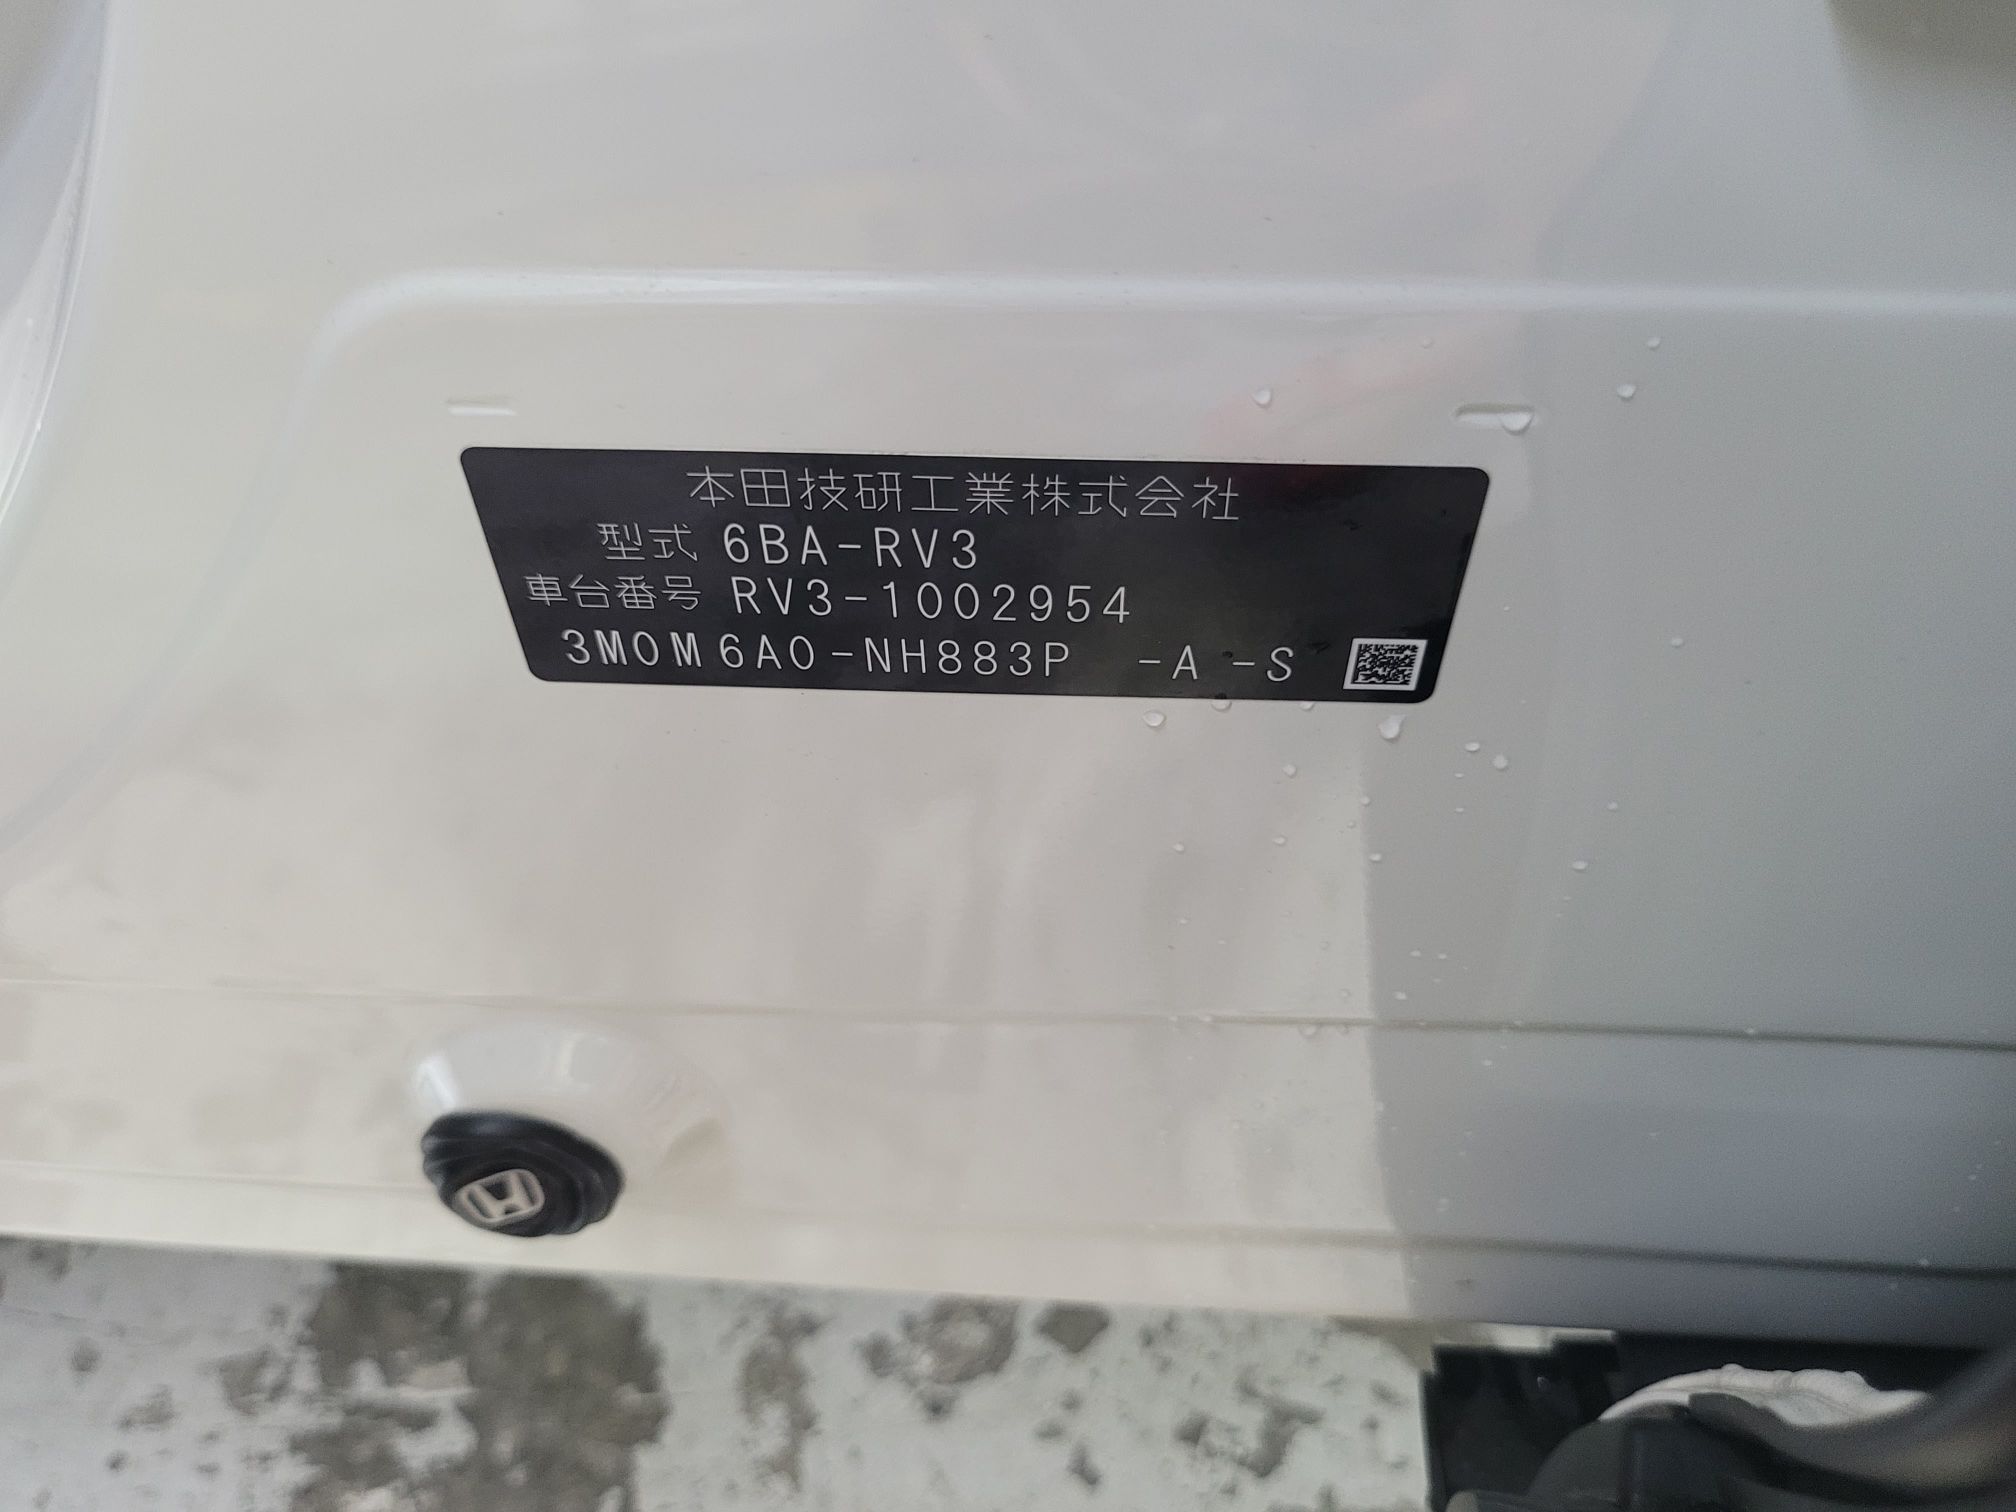 本田技研工業株式会社
型式 6BA-RV3
車台番号 RV3-1002954
3M0M6A0-NH883P -A -S